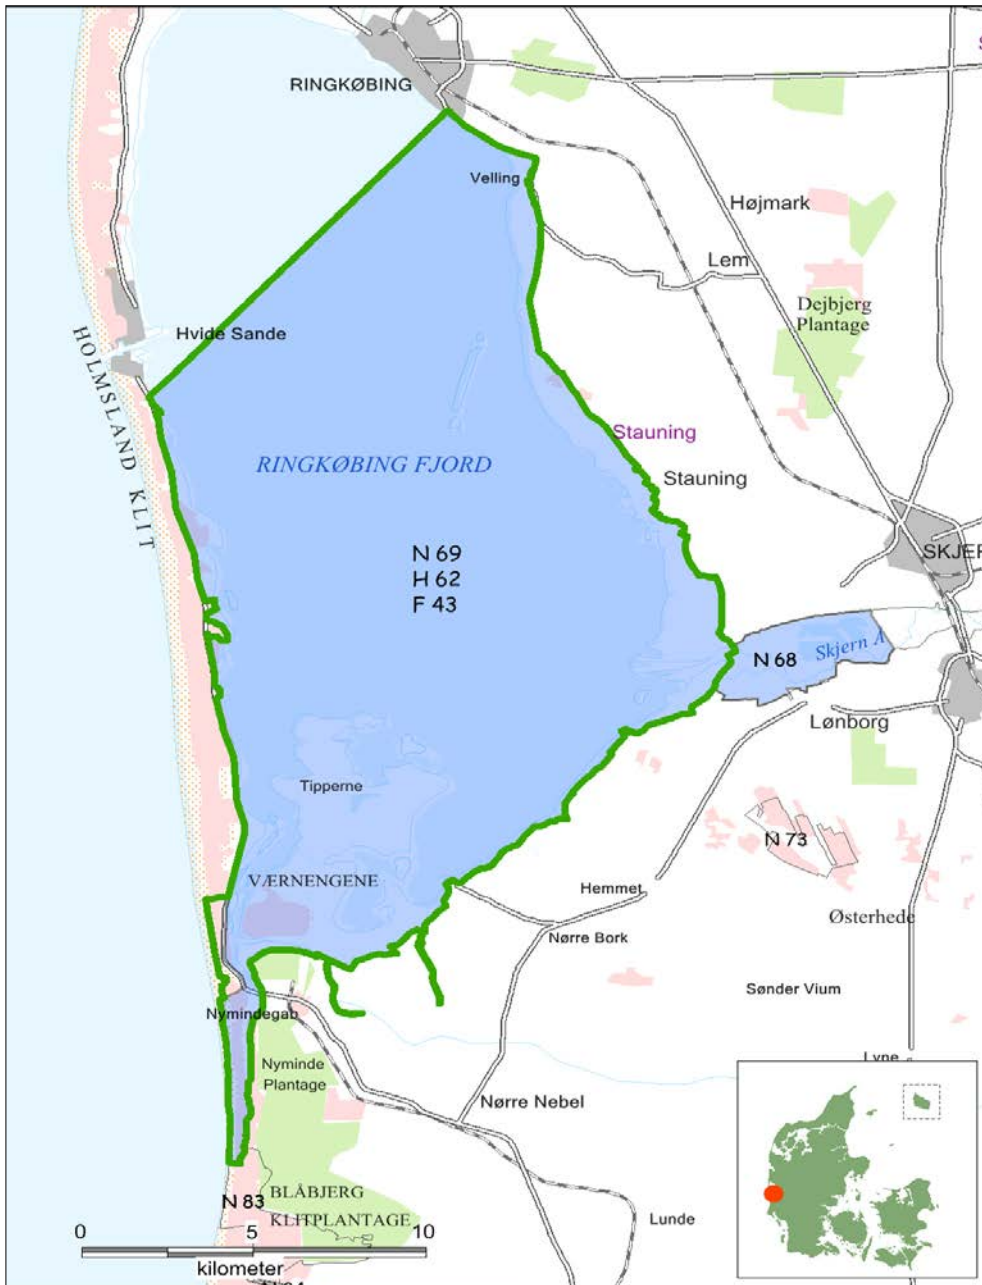 RINGKØBING
Velling
Højmark
Lem
Dejbjerg
Plantage
Hvide Sande
HOLMSLAND KLIT
Stauning
RINGKØBING FJORD
Stauning
N 69
H 62
F 43
SKJER
N 68
Skjern Å
Lønborg
Tipperne
N 73
VÆRNENGENE
Hemmet
Østerhede
Nørre Bork
Sønder Vium
Nymindegab
Lyne
Nyminde
Plantage
Nørre Nebel
N 83
BLÅBJERG
KLITPLANTAGE
Lunde
0 5 10
kilometer